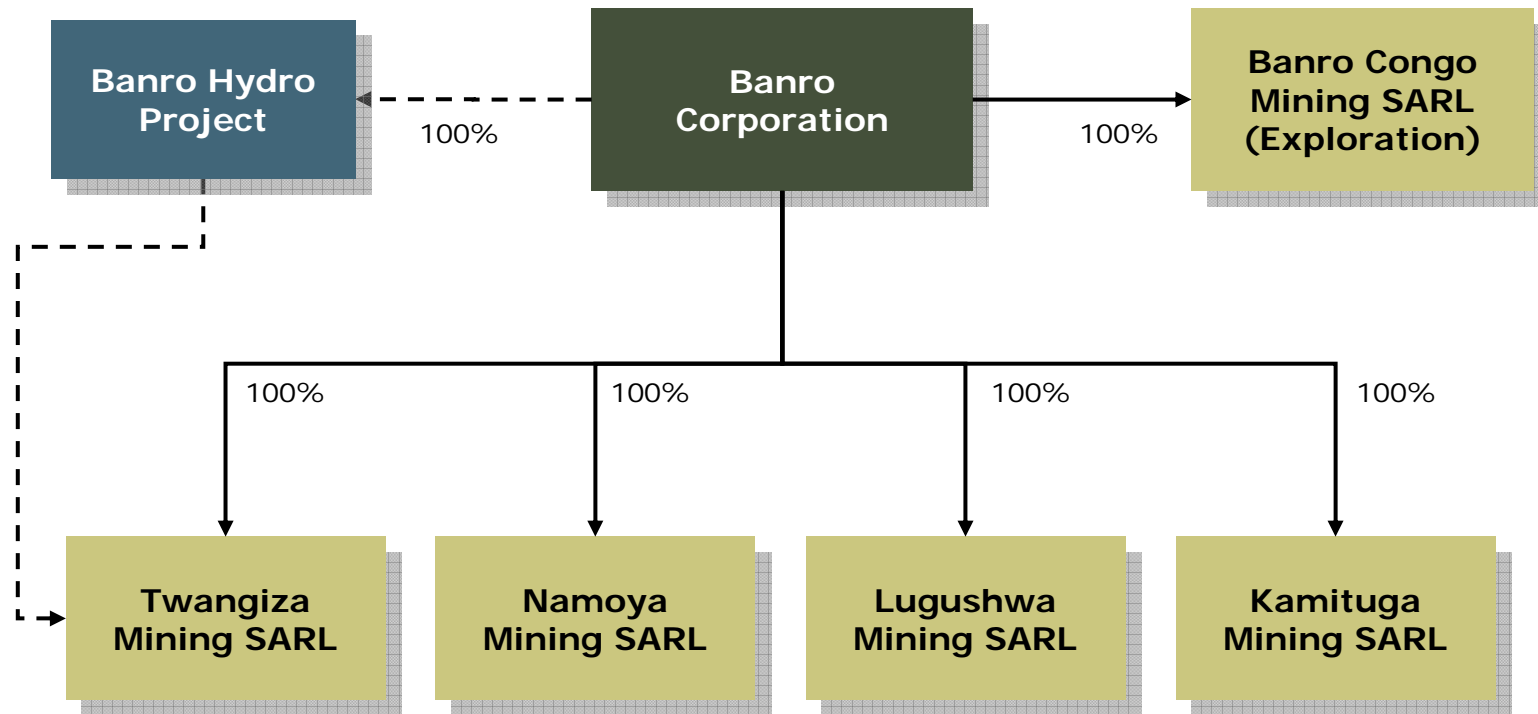 Banro Hydro
Project
100%
Banro
Corporation
100%
Banro Congo
Mining SARL
(Exploration)
100%
100%
100%
100%
Twangiza
Mining SARL
Namoya
Mining SARL
Lugushwa
Mining SARL
Kamituga
Mining SARL